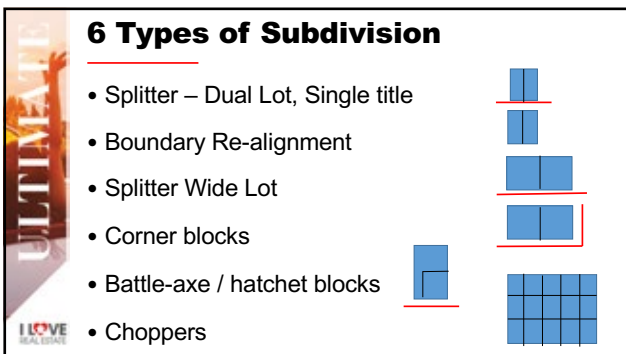 6 Types of Subdivision
• Splitter – Dual Lot, Single title
• Boundary Re-alignment
• Splitter Wide Lot
• Corner blocks
• Battle-axe / hatchet blocks
• Choppers
ULTIMATE
I LOVE
REAL ESTATE